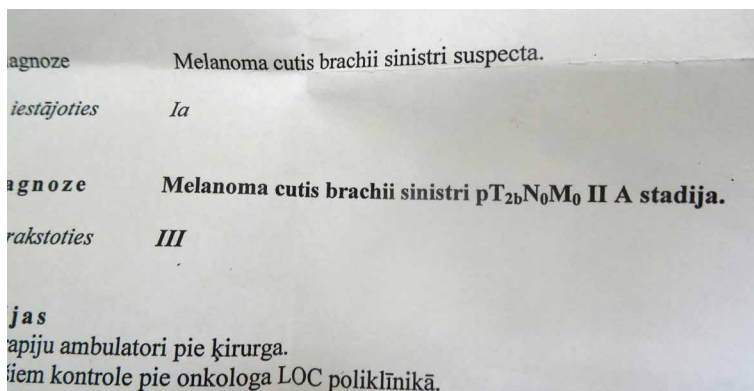 agnoze Melanoma cutis brachii sinistri suspecta.
iestājoties Ia
agnoze Melanoma cutis brachii sinistri pT₂bN₀M₀ II A stadija.
rakstoties III
jas
apiju ambulatori pie ķirurga.
iem kontrole pie onkologa LOC poliklīnikā.